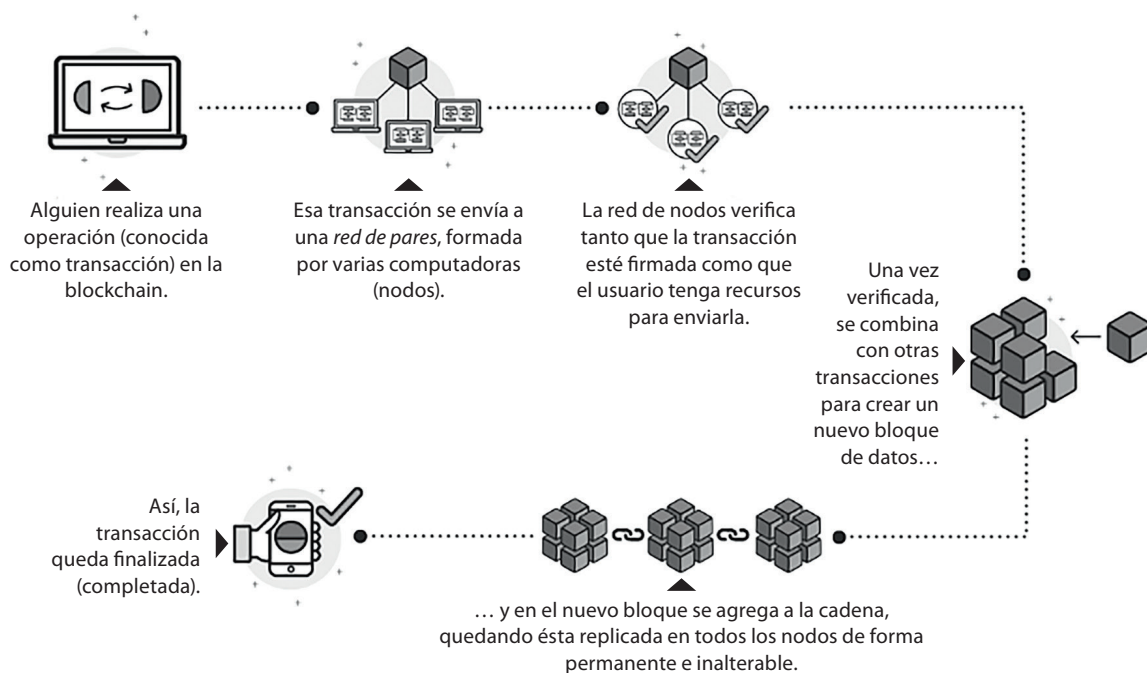 Alguien realiza una
operación (conocida
como transacción) en la
blockchain.
Esa transacción se envía a
una red de pares, formada
por varias computadoras
(nodos).
La red de nodos verifica
tanto que la transacción
esté firmada como que
el usuario tenga recursos
para enviarla.
Una vez
verificada,
se combina
con otras
transacciones
para crear un
nuevo bloque
de datos…
… y en el nuevo bloque se agrega a la cadena,
quedando ésta replicada en todos los nodos de forma
permanente e inalterable.
Así, la
transacción
queda finalizada
(completada).